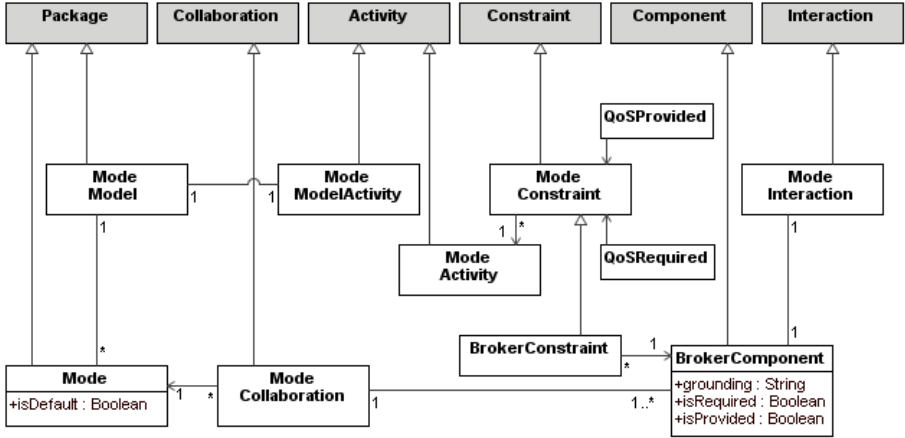 Package
Collaboration
Activity
Constraint
Component
Interaction
QoSProvided
Mode
Model
Mode
ModelActivity
Mode
Constraint
Mode
Interaction
1
1
1
1
1
*
Mode
Activity
QoSRequired
*
BrokerConstraint
1
*
1
Mode
+isDefault : Boolean
1
*
Mode
Collaboration
1
1..*
BrokerComponent
+grounding : String
+isRequired : Boolean
+isProvided : Boolean